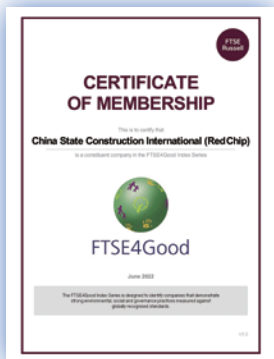 FTSE
Russell
CERTIFICATE
OF MEMBERSHIP
This is to certify that
China State Construction International (Red Chip)
is a constituent company in the FTSE4Good Index Series
FTSE4Good
June 2022
The FTSE4Good Index Series is designed to identify companies that demonstrate
strong environmental, social and governance practices measured against
globally recognised standards.